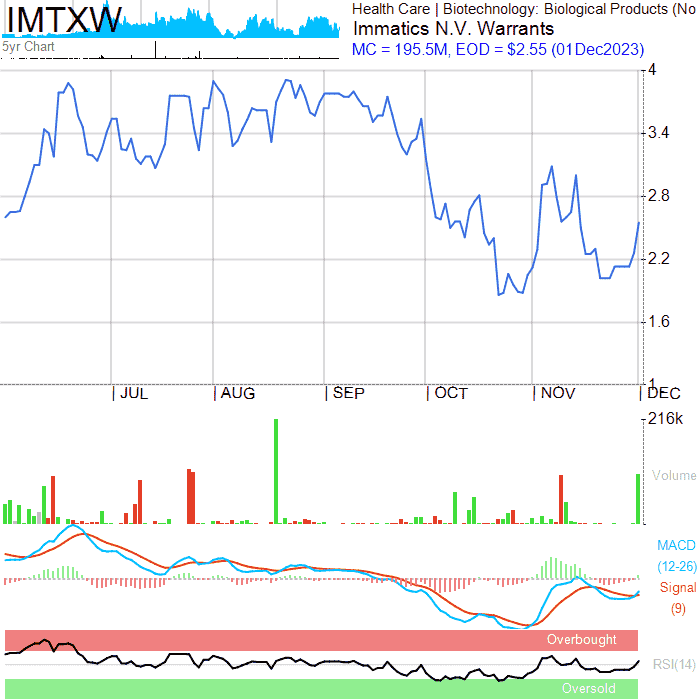 IMTXW
Health Care | Biotechnology: Biological Products (No
5yr Chart
Immatics N.V. Warrants
MC = 195.5M, EOD = $2.55 (01Dec2023)
4
3.4
2.8
2.2
1.6
1
| JUL | AUG | SEP | OCT | NOV | DEC
216k
Volume
MACD
(12-26)
Signal
(9)
Overbought
RSI(14)
Oversold